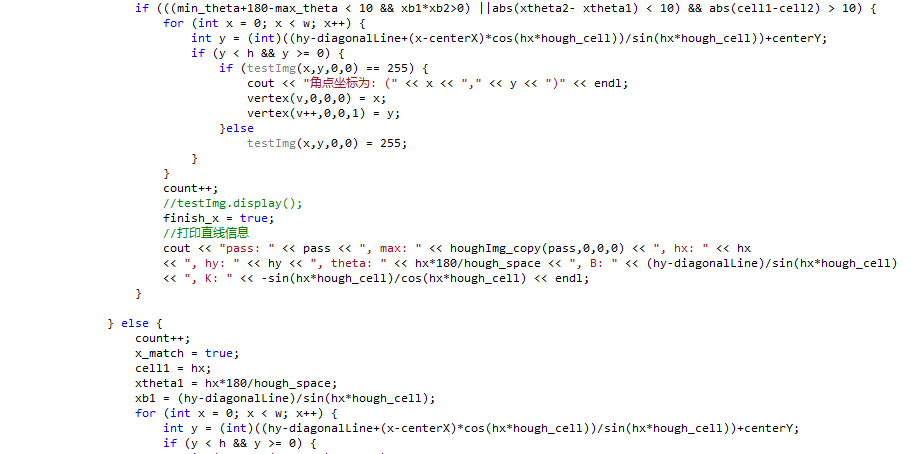 if (((min_theta+180-max_theta < 10 && xb1*xb2>0) ||abs(xtheta2- xtheta1) < 10) && abs(cell1-cell2) > 10) {
for (int x = 0; x < w; x++) {
int y = (int)((hy-diagonalLine+(x-centerX)*cos(hx*hough_cell))/sin(hx*hough_cell))+centerY;
if (y < h && y >= 0) {
if (testImg(x,y,0,0) == 255) {
cout << "角点坐标为: (" << x << "," << y << ")" << endl;
vertex(v,0,0,0) = x;
vertex(v++,0,0,1) = y;
}else
testImg(x,y,0,0) = 255;
}
}
count++;
//testImg.display();
finish_x = true;
//打印直线信息
cout << "pass: " << pass << ", max: " << houghImg_copy(pass,0,0,0) << ", hx: " << hx
<< ", hy: " << hy << ", theta: " << hx*180/hough_space << ", B: " << (hy-diagonalLine)/sin(hx*hough_cell)
<< ", K: " << -sin(hx*hough_cell)/cos(hx*hough_cell) << endl;
}
} else {
count++;
x_match = true;
cell1 = hx;
xtheta1 = hx*180/hough_space;
xb1 = (hy-diagonalLine)/sin(hx*hough_cell);
for (int x = 0; x < w; x++) {
int y = (int)((hy-diagonalLine+(x-centerX)*cos(hx*hough_cell))/sin(hx*hough_cell))+centerY;
if (y < h && y >= 0) {